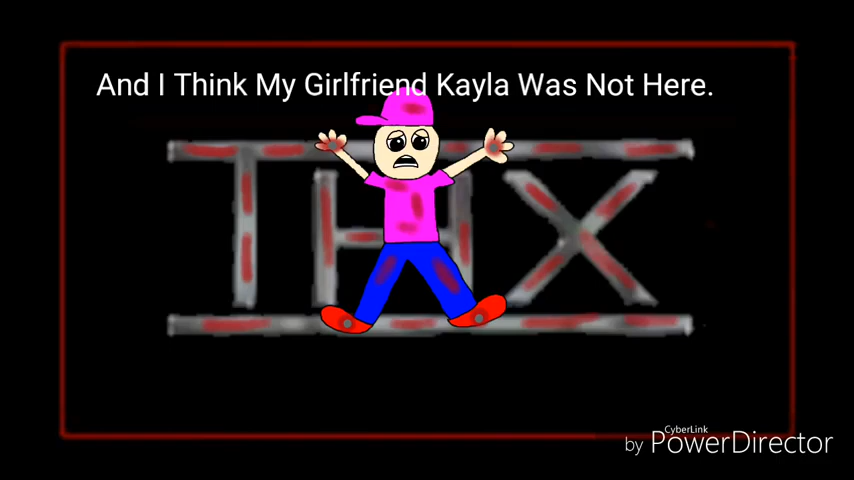 And I Think My Girlfriend Kayla Was Not Here.
THX
CyberLink
by PowerDirector